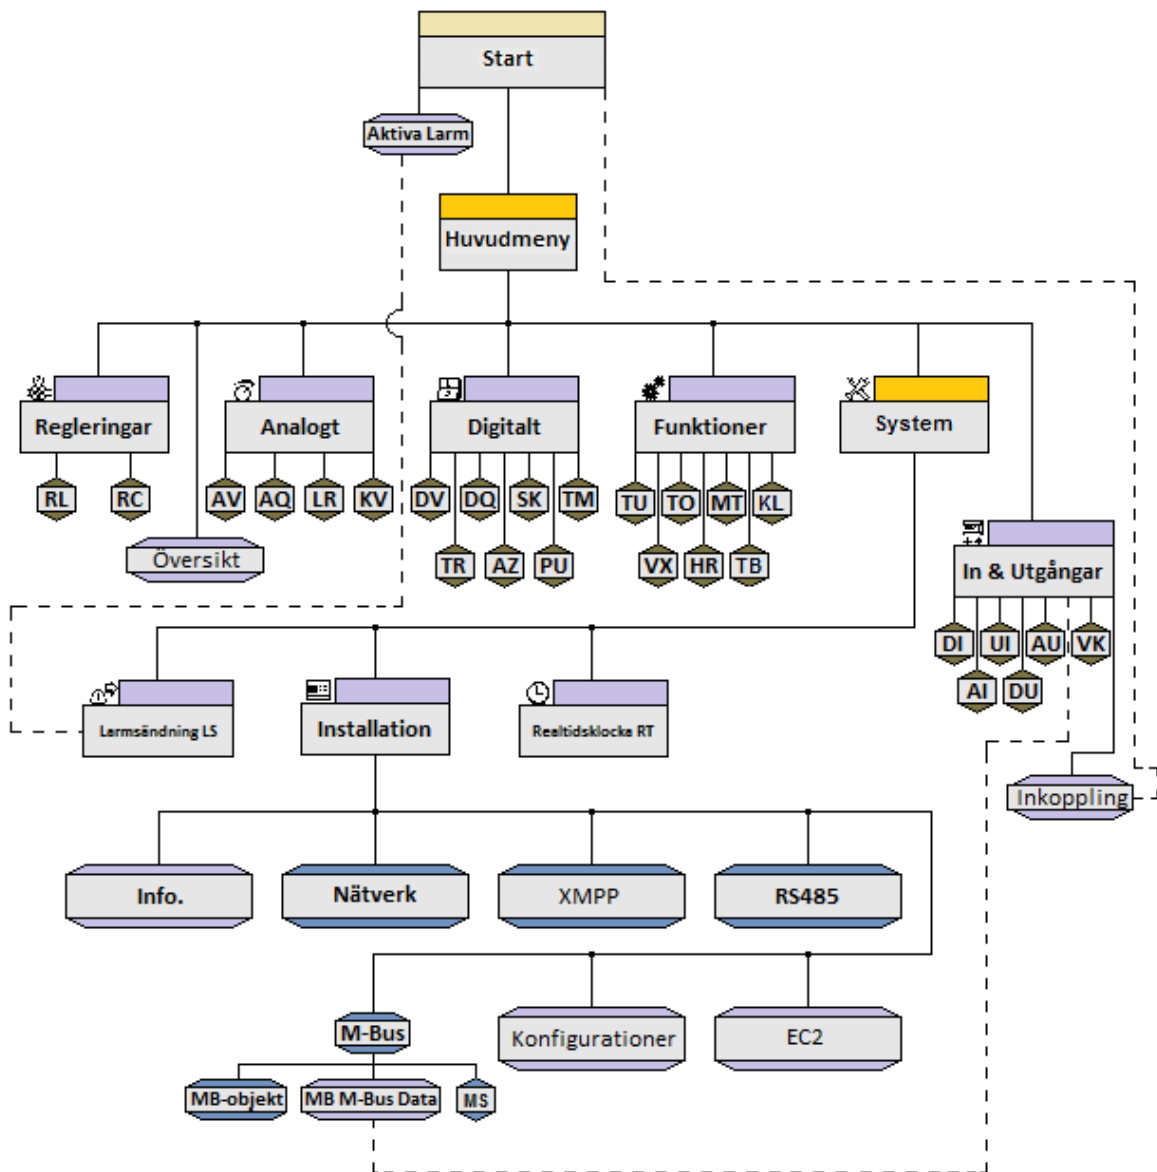 Start
Aktiva Larm
Huvudmeny
Regleringar
Analogt
Digitalt
Funktioner
System
RL
RC
AV
AQ
LR
KV
DV
DQ
SK
TM
TR
AZ
PU
TU
TO
MT
KL
VX
HR
TB
Översikt
In & Utgångar
DI
UI
AU
VK
AI
DU
Larmsändning LS
Installation
Realtidsklocka RT
Inkoppling
Info.
Nätverk
XMPP
RS485
M-Bus
Konfigurationer
EC2
MB-objekt
MB M-Bus Data
MS